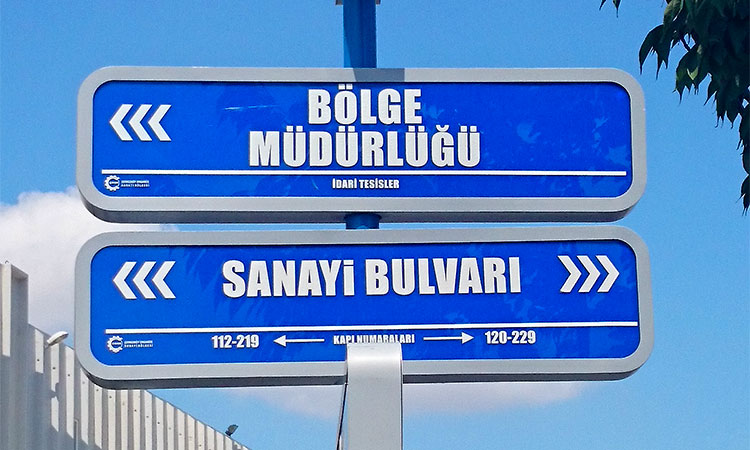 BÖLGE
MÜDÜRLÜĞÜ
İDARİ TESİSLER
SANAYİ BULVARI
112-219 KAPI NUMARALARI 120-229